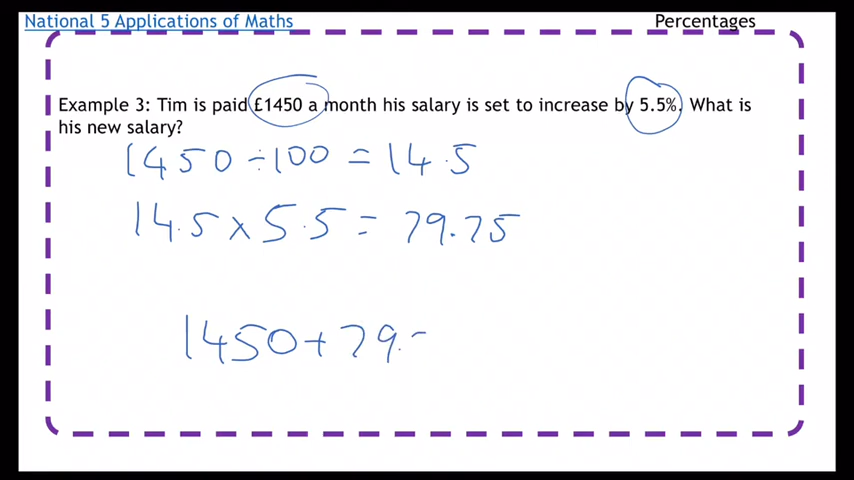 National 5 Applications of Maths
Percentages
Example 3: Tim is paid £1450 a month his salary is set to increase by 5.5%. What is
his new salary?
1450 ÷ 100 = 14.5
14.5 x 5.5 = 79.75
1450 + 79.